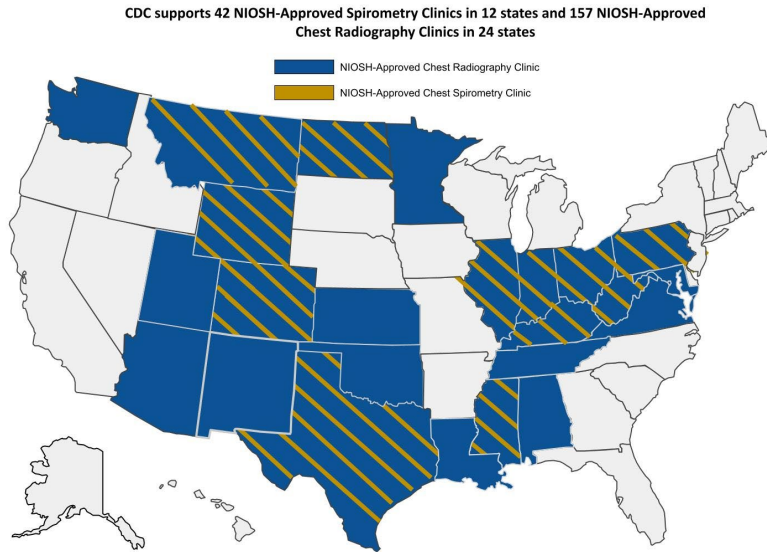 CDC supports 42 NIOSH-Approved Spirometry Clinics in 12 states and 157 NIOSH-Approved
Chest Radiography Clinics in 24 states
NIOSH-Approved Chest Radiography Clinic
NIOSH-Approved Chest Spirometry Clinic